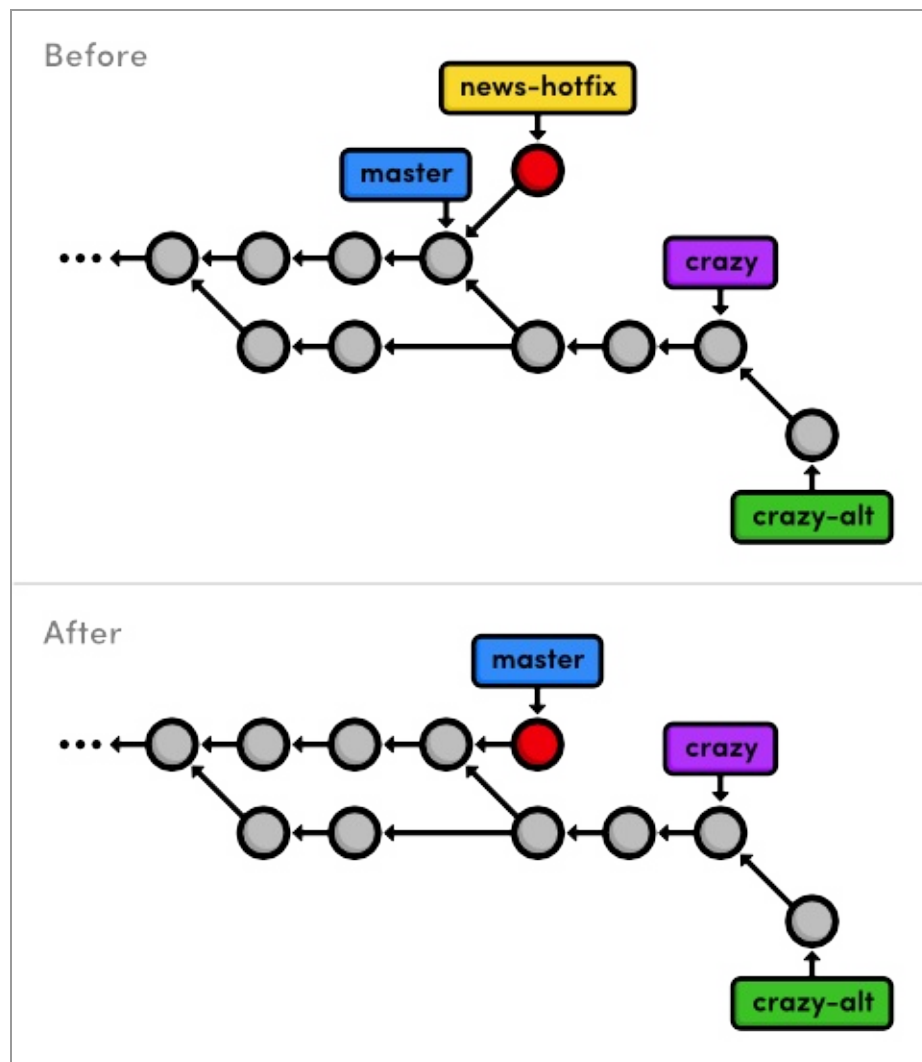 Before
news-hotfix
master
crazy
crazy-alt
After
master
crazy
crazy-alt